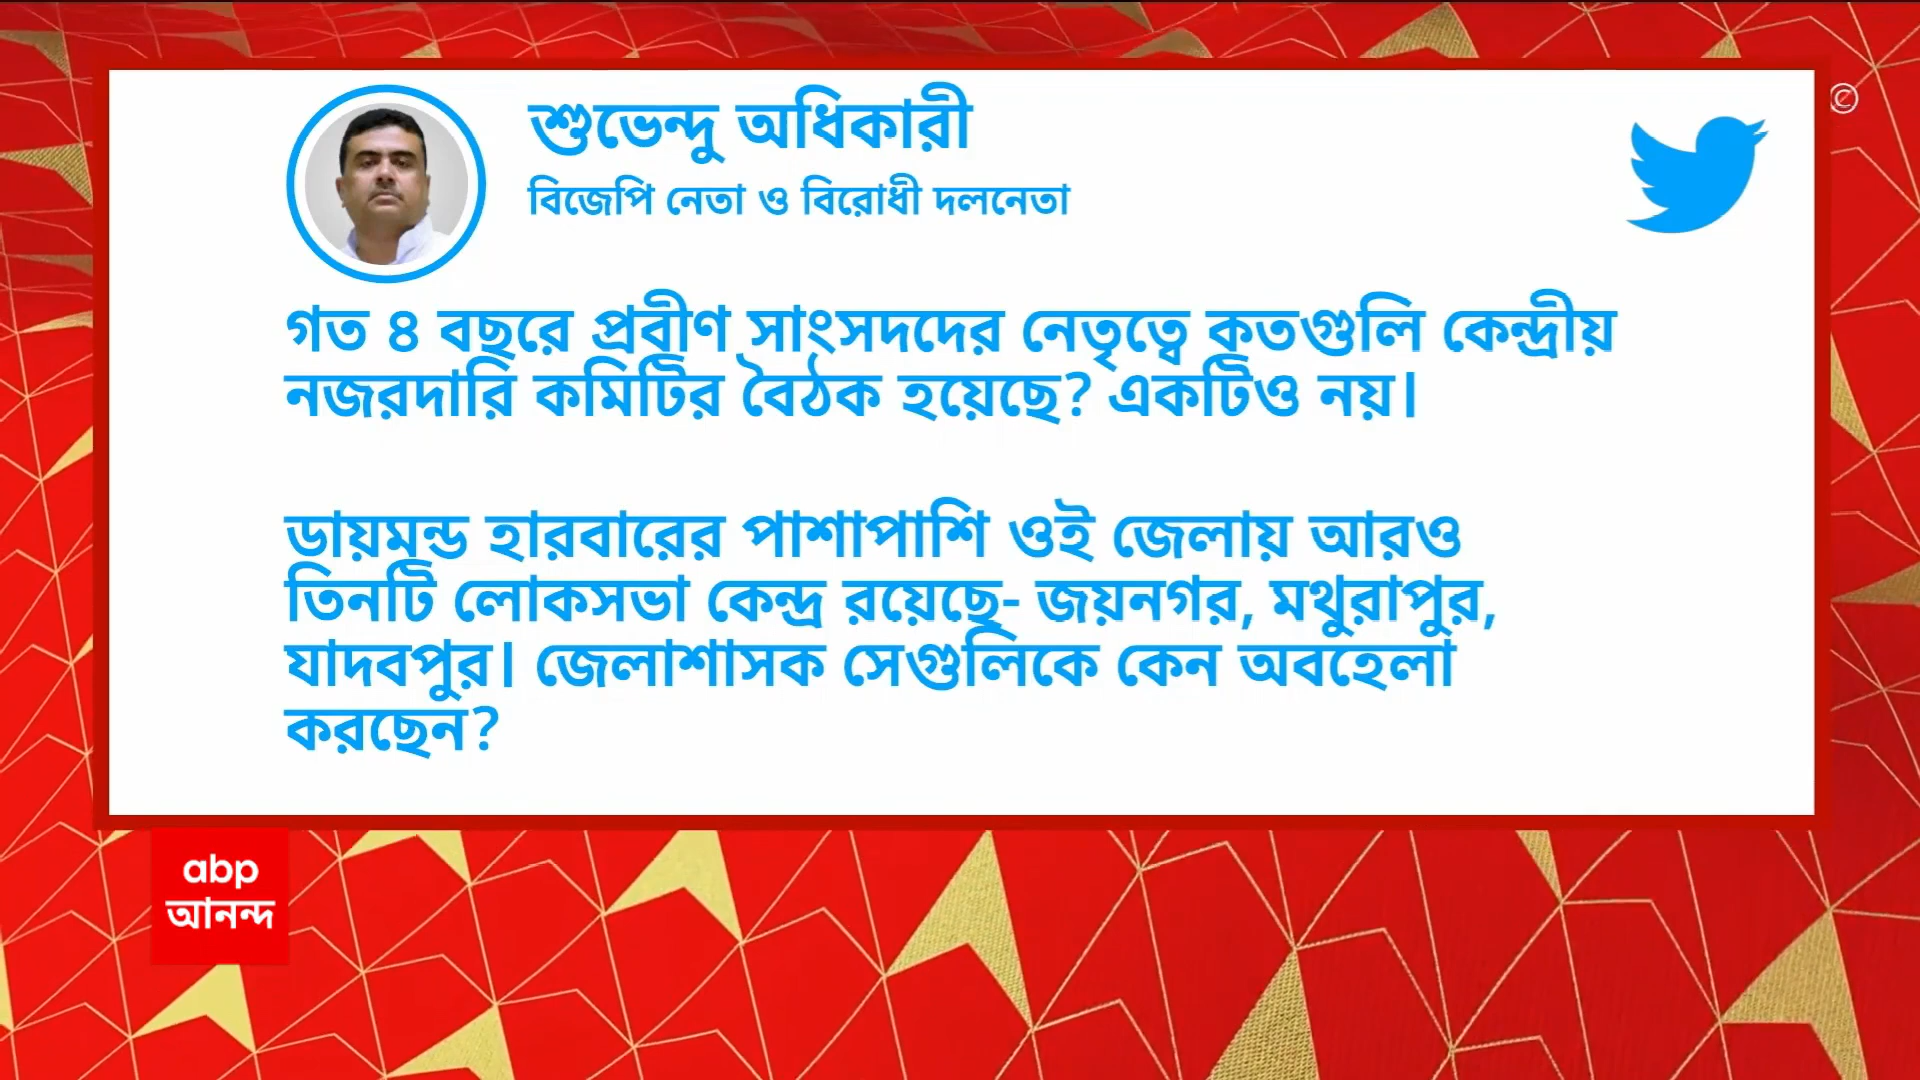 শুভেন্দু অধিকারী
বিজেপি নেতা ও বিরোধী দলনেতা
©
গত ৪ বছরে প্রবীণ সাংসদদের নেতৃত্বে কতগুলি কেন্দ্রীয়
নজরদারি কমিটির বৈঠক হয়েছে? একটিও নয়।
ডায়মন্ড হারবারের পাশাপাশি ওই জেলায় আরও
তিনটি লোকসভা কেন্দ্র রয়েছে- জয়নগর, মথুরাপুর,
যাদবপুর। জেলাশাসক সেগুলিকে কেন অবহেলা
করছেন?
abp
আনন্দ